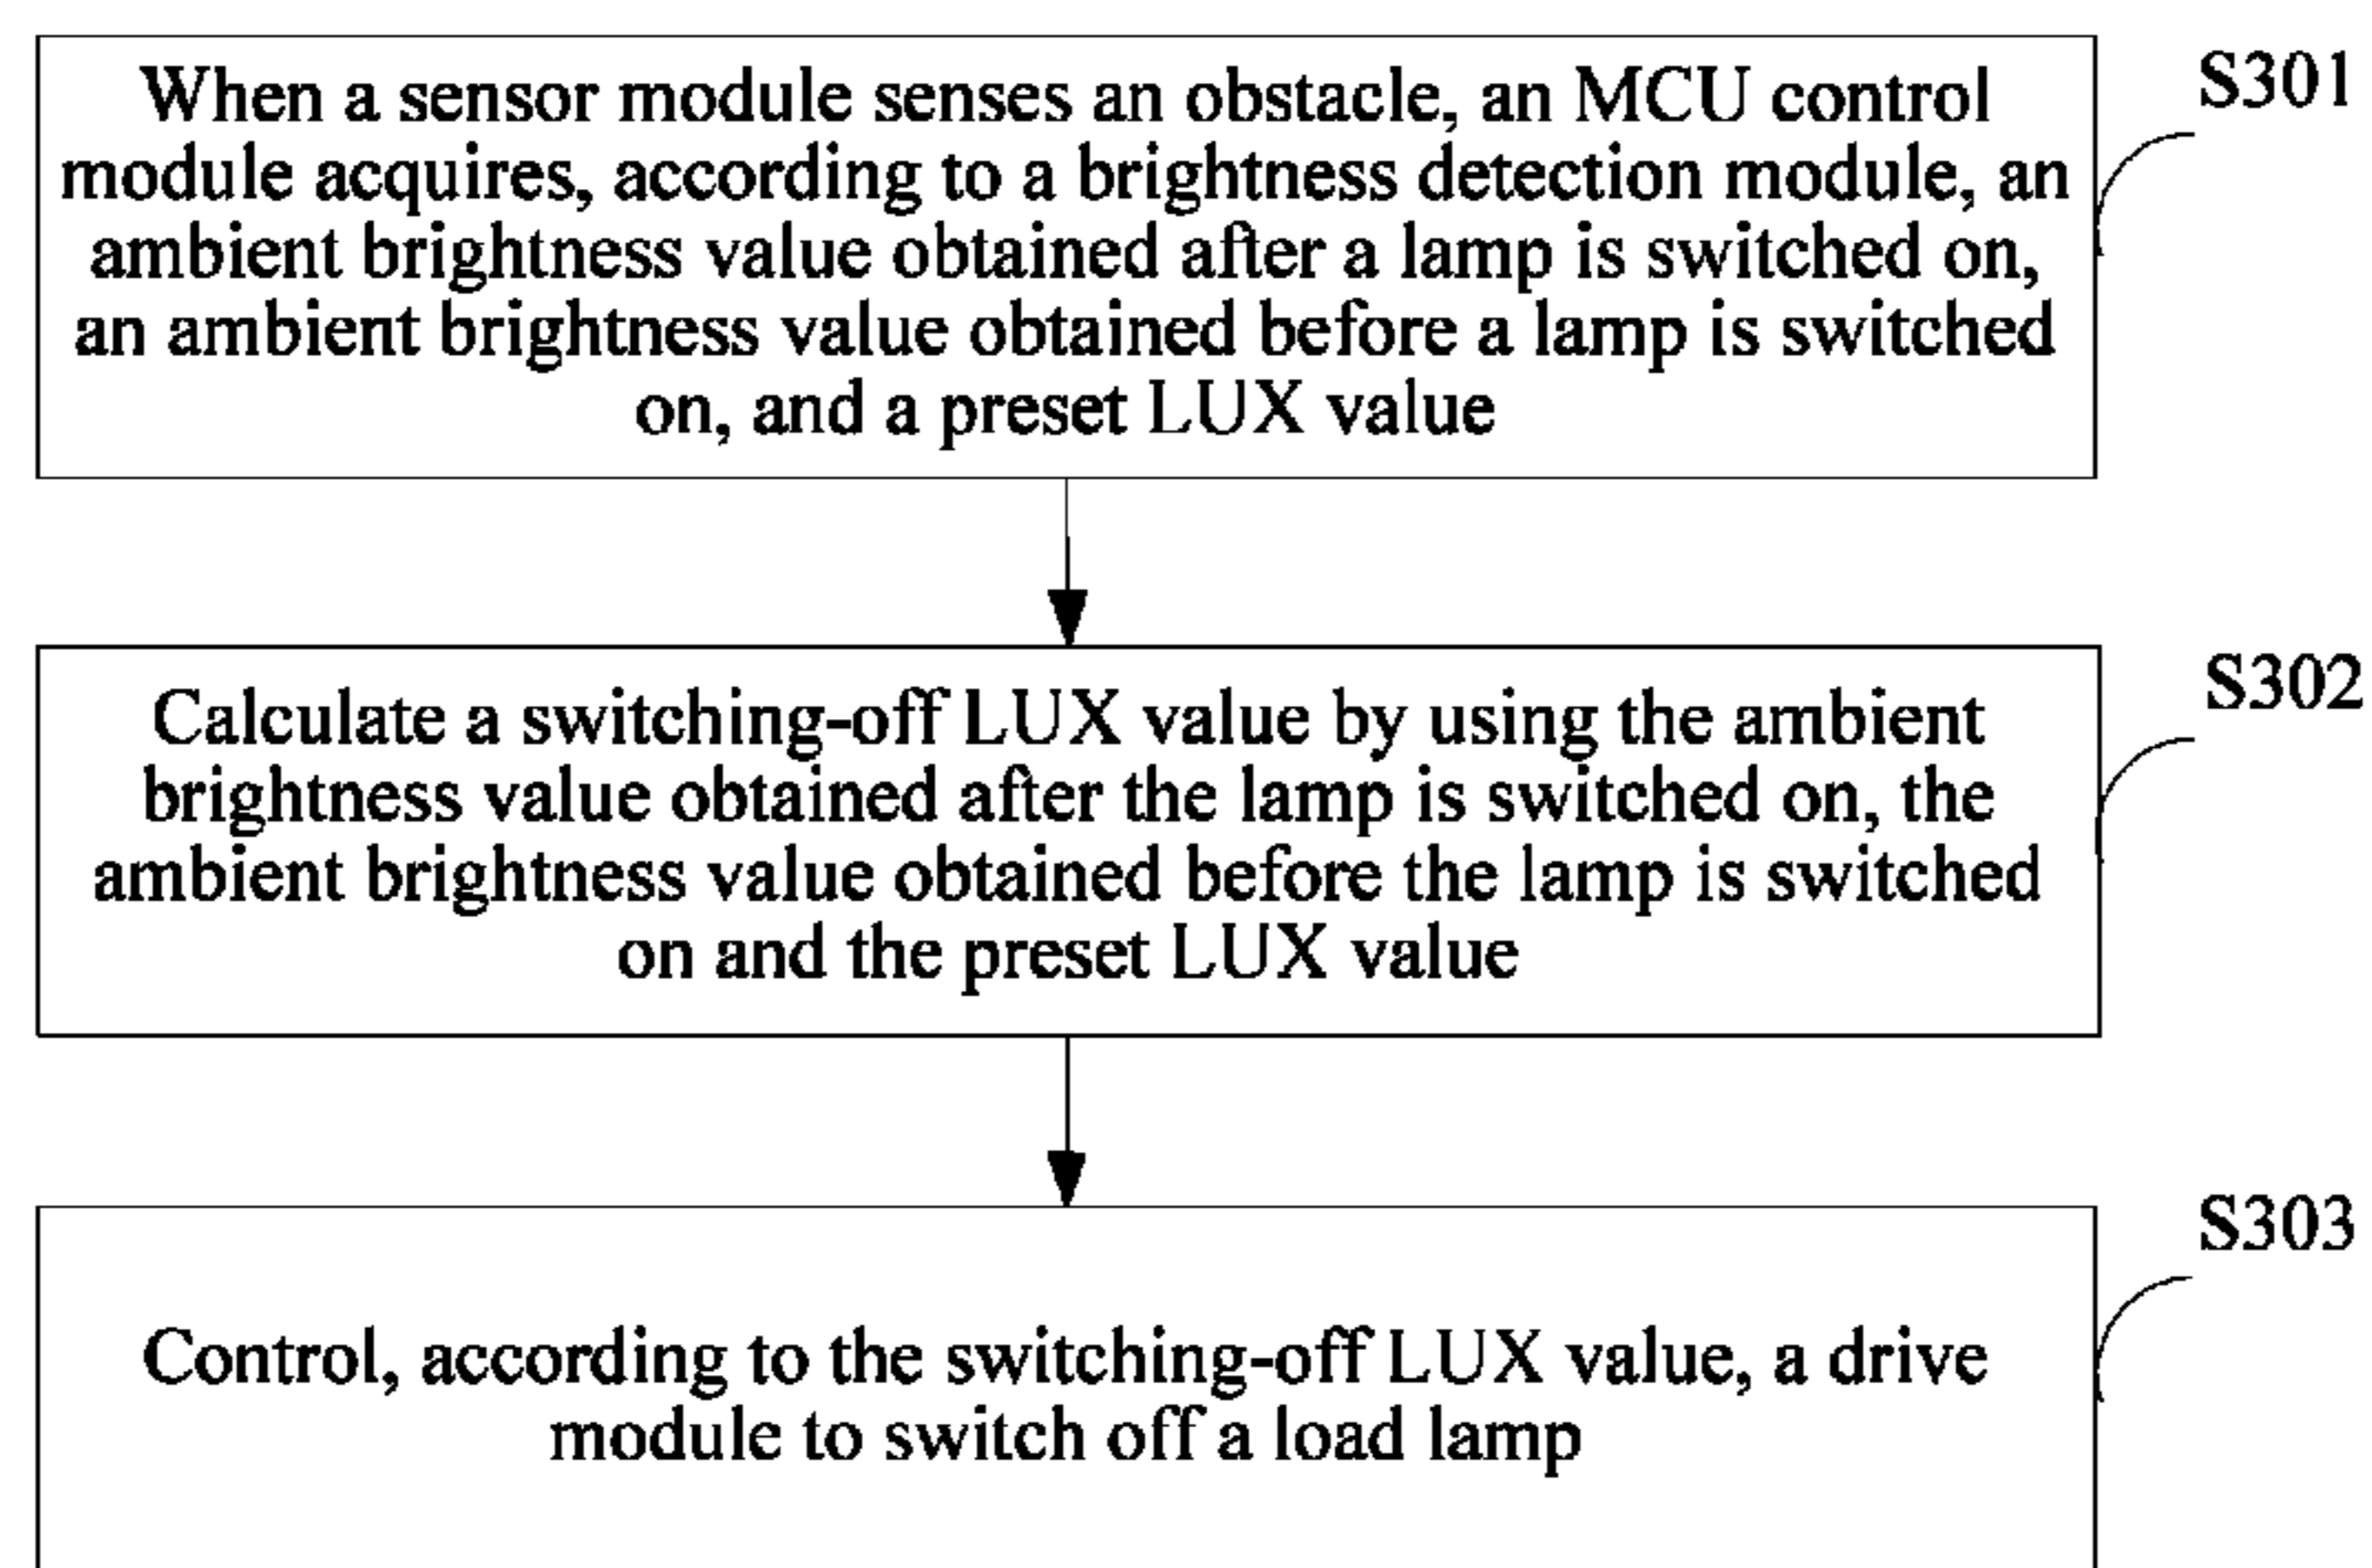 When a sensor module senses an obstacle, an MCU control
module acquires, according to a brightness detection module, an
ambient brightness value obtained after a lamp is switched on,
an ambient brightness value obtained before a lamp is switched
on, and a preset LUX value
S301
Calculate a switching-off LUX value by using the ambient
brightness value obtained after the lamp is switched on, the
ambient brightness value obtained before the lamp is switched
on and the preset LUX value
S302
Control, according to the switching-off LUX value, a drive
module to switch off a load lamp
S303